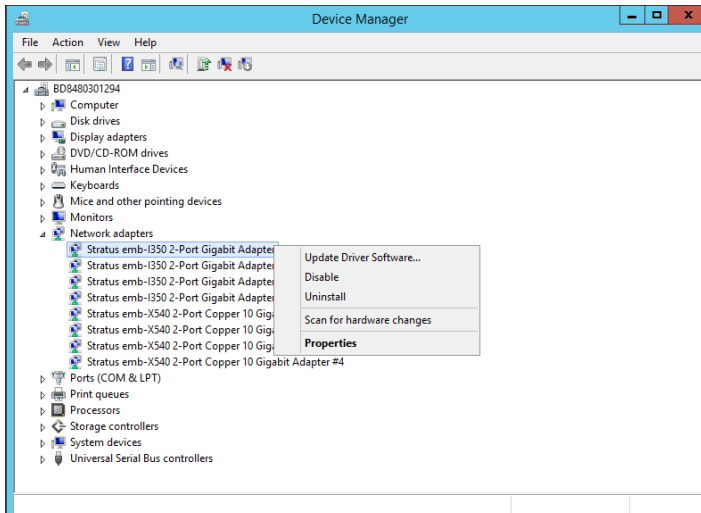 Device Manager
File Action View Help
BD8480301294
Computer
Disk drives
Display adapters
DVD/CD-ROM drives
Human Interface Devices
Keyboards
Mice and other pointing devices
Monitors
Network adapters
Stratus emb-I350 2-Port Gigabit Adapter
Stratus emb-I350 2-Port Gigabit Adapter
Stratus emb-I350 2-Port Gigabit Adapter
Stratus emb-I350 2-Port Gigabit Adapter
Stratus emb-X540 2-Port Copper 10 Giga
Stratus emb-X540 2-Port Copper 10 Giga
Stratus emb-X540 2-Port Copper 10 Giga
Stratus emb-X540 2-Port Copper 10 Gigabit Adapter #4
Update Driver Software...
Disable
Uninstall
Scan for hardware changes
Properties
Ports (COM & LPT)
Print queues
Processors
Storage controllers
System devices
Universal Serial Bus controllers